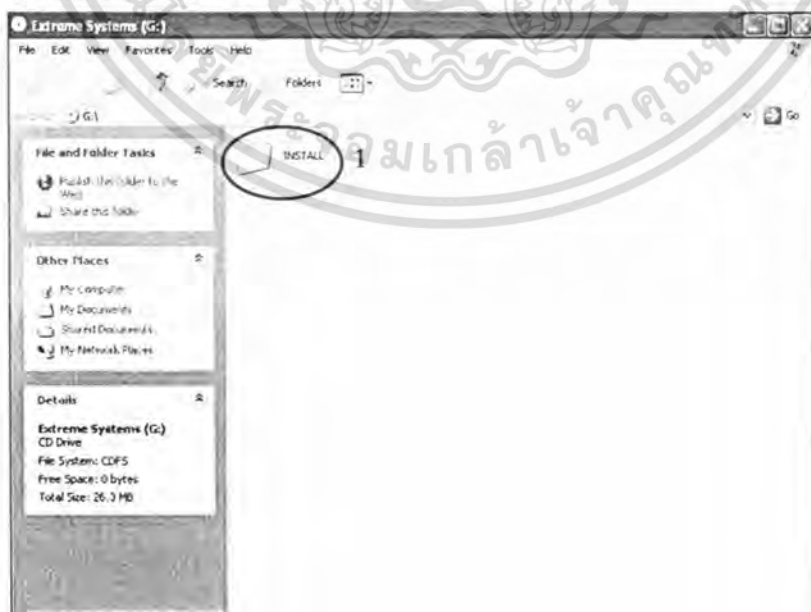 Extreme Systems (G:)
File Edit View Favorites Tools Help
Search Folders
G:\
Go
File and Folder Tasks
Publish this folder to the Web
Share this folder
INSTALL 1
Other Places
My Computer
My Documents
Shared Documents
My Network Places
Details
Extreme Systems (G:)
CD Drive
File System: CDFS
Free Space: 0 bytes
Total Size: 26.3 MB
พระจอมเกล้าเจ้าคุณ